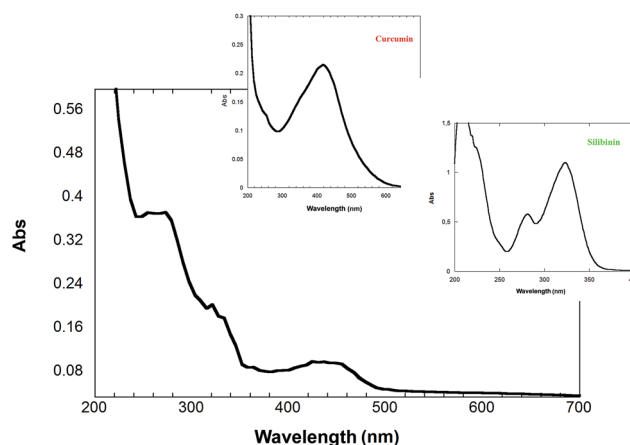 0.3
Curcumin
0.25
0.2
Abs
0.15
0.1
0.05
0
200 300 400 500 600
Wavelength (nm)
1,5
Silibinin
1
Abs
0,5
0
200 250 300 350
Wavelength (nm)
0.56
0.48
0.4
0.32
Abs
0.24
0.16
0.08
200 300 400 500 600 700
Wavelength (nm)